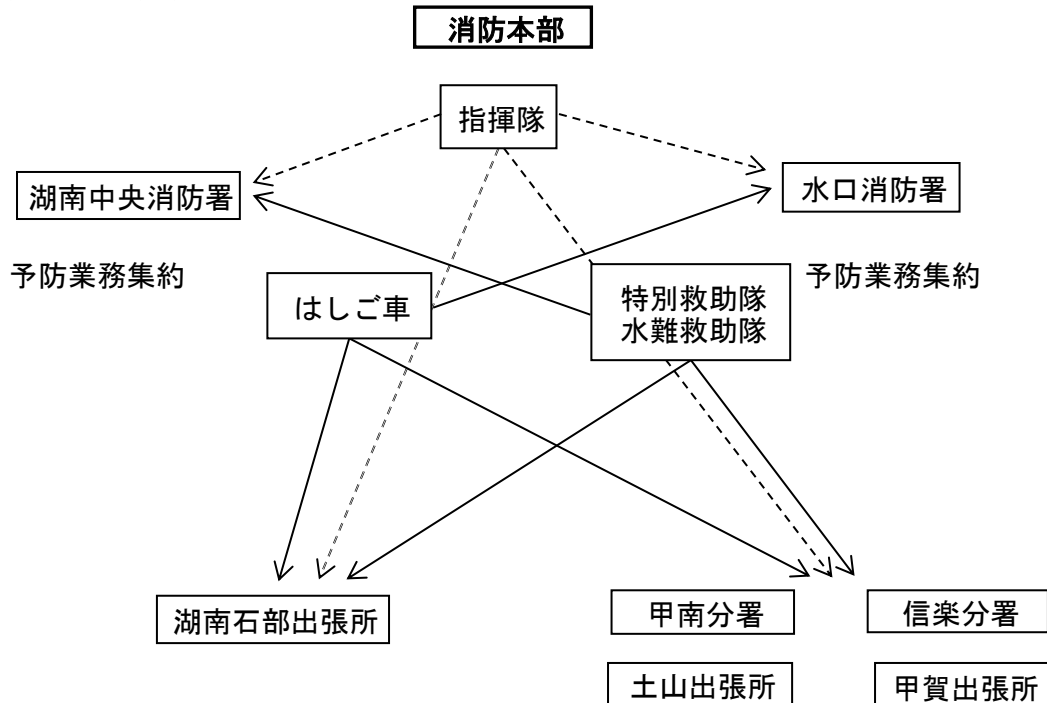 消防本部
指揮隊
湖南中央消防署
水口消防署
予防業務集約
予防業務集約
はしご車
特別救助隊
水難救助隊
湖南石部出張所
甲南分署
信楽分署
土山出張所
甲賀出張所